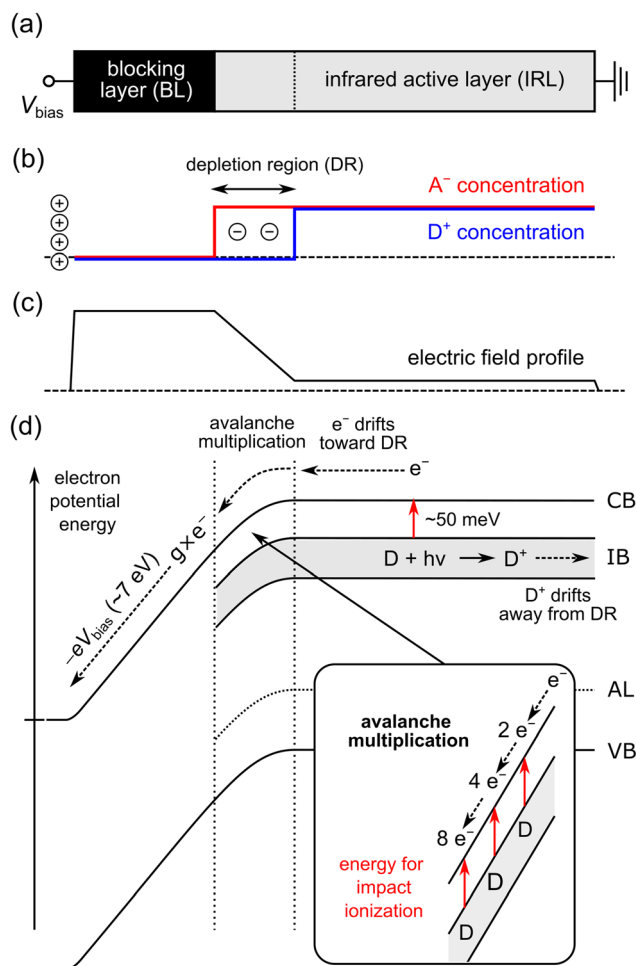 (a)
blocking
layer (BL)
infrared active layer (IRL)
V_bias
(b)
depletion region (DR)
A⁻ concentration
D⁺ concentration
+
+
+
+
− −
(c)
electric field profile
(d)
avalanche
multiplication
e⁻ drifts
toward DR
e⁻
electron
potential
energy
CB
~50 meV
g×e⁻
−eV_bias (~7 eV)
D + hν → D⁺
IB
D⁺ drifts
away from DR
AL
VB
avalanche
multiplication
e⁻
2 e⁻
4 e⁻
8 e⁻
D
D
D
energy for
impact
ionization